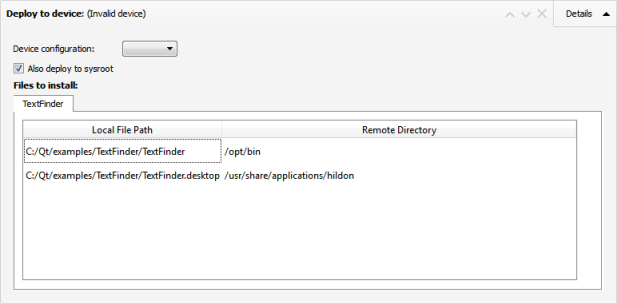 Deploy to device: (Invalid device) Details
Device configuration:
Also deploy to sysroot
Files to install:
TextFinder
Local File Path Remote Directory
C:/Qt/examples/TextFinder/TextFinder /opt/bin
C:/Qt/examples/TextFinder/TextFinder.desktop /usr/share/applications/hildon